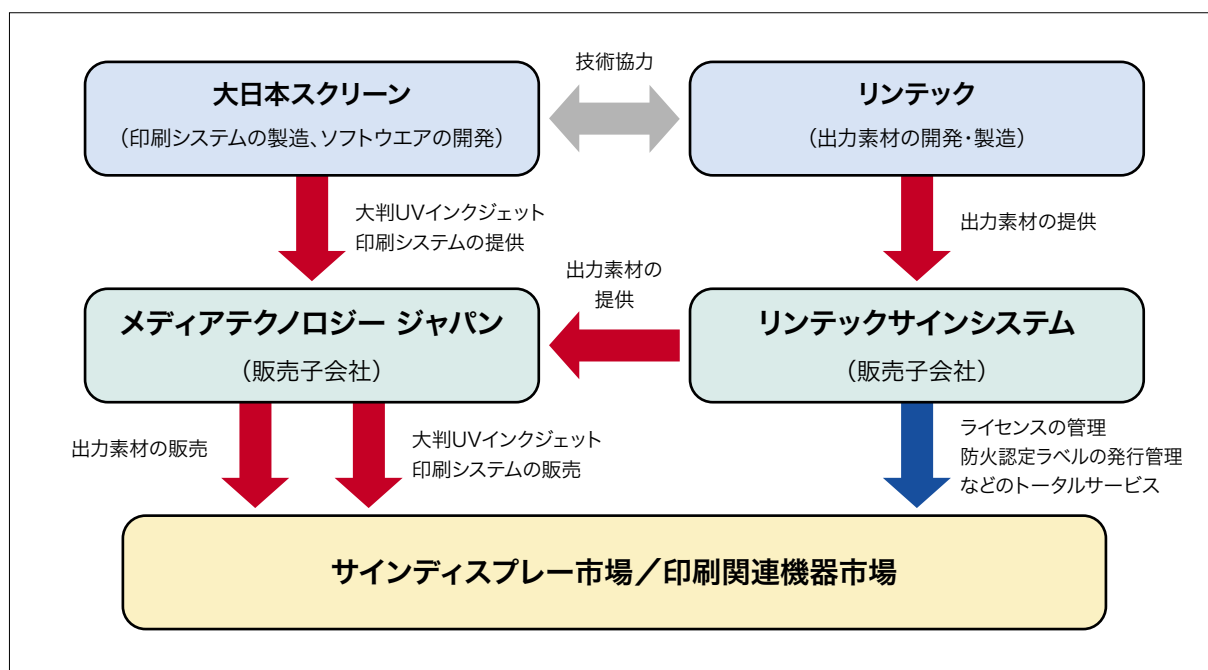 技術協力
大日本スクリーン
（印刷システムの製造、ソフトウエアの開発）
リンテック
（出力素材の開発・製造）
大判UVインクジェット
印刷システムの提供
出力素材の提供
出力素材の
提供
メディアテクノロジー ジャパン
（販売子会社）
リンテックサインシステム
（販売子会社）
出力素材の販売
大判UVインクジェット
印刷システムの販売
ライセンスの管理
防火認定ラベルの発行管理
などのトータルサービス
サインディスプレー市場／印刷関連機器市場